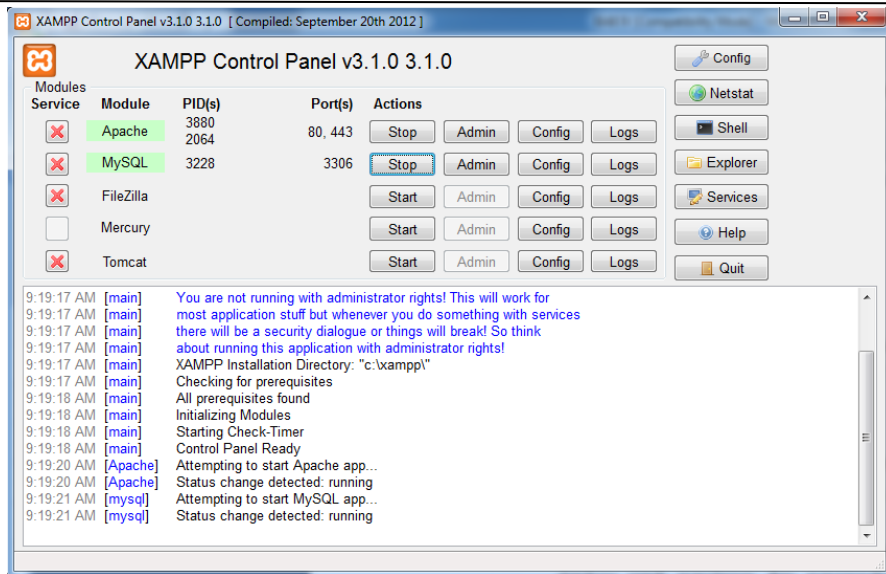 XAMPP Control Panel v3.1.0 3.1.0 [ Compiled: September 20th 2012 ]
XAMPP Control Panel v3.1.0 3.1.0
Config
Modules
Service Module PID(s) Port(s) Actions
Netstat
Apache 3880 2064 80, 443 Stop Admin Config Logs
Shell
MySQL 3228 3306 Stop Admin Config Logs
Explorer
FileZilla Start Admin Config Logs
Services
Mercury Start Admin Config Logs
Help
Tomcat Start Admin Config Logs
Quit
9:19:17 AM [main] You are not running with administrator rights! This will work for
9:19:17 AM [main] most application stuff but whenever you do something with services
9:19:17 AM [main] there will be a security dialogue or things will break! So think
9:19:17 AM [main] about running this application with administrator rights!
9:19:17 AM [main] XAMPP Installation Directory: "c:\xampp\"
9:19:17 AM [main] Checking for prerequisites
9:19:18 AM [main] All prerequisites found
9:19:18 AM [main] Initializing Modules
9:19:18 AM [main] Starting Check-Timer
9:19:18 AM [main] Control Panel Ready
9:19:20 AM [Apache] Attempting to start Apache app...
9:19:20 AM [Apache] Status change detected: running
9:19:21 AM [mysql] Attempting to start MySQL app...
9:19:21 AM [mysql] Status change detected: running